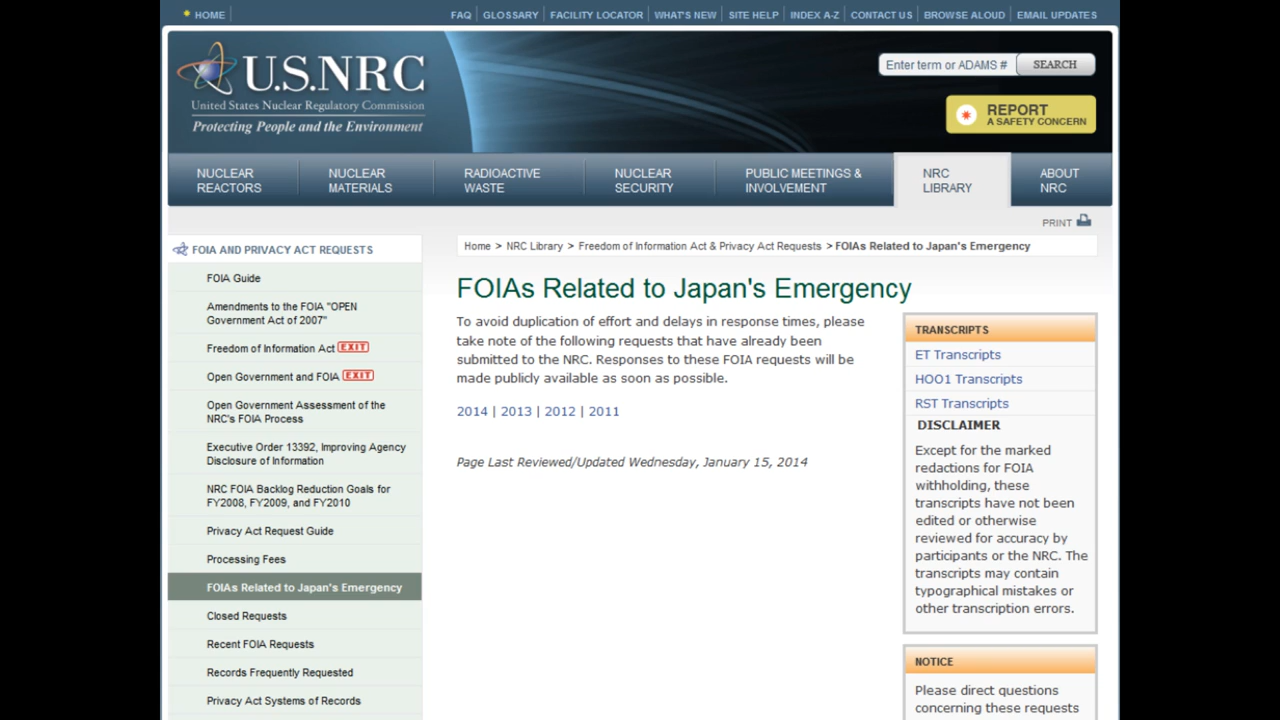 HOME
FAQ
GLOSSARY
FACILITY LOCATOR
WHAT'S NEW
SITE HELP
INDEX A-Z
CONTACT US
BROWSE ALOUD
EMAIL UPDATES
U.S.NRC
United States Nuclear Regulatory Commission
Protecting People and the Environment
Enter term or ADAMS #
SEARCH
REPORT
A SAFETY CONCERN
NUCLEAR
REACTORS
NUCLEAR
MATERIALS
RADIOACTIVE
WASTE
NUCLEAR
SECURITY
PUBLIC MEETINGS &
INVOLVEMENT
NRC
LIBRARY
ABOUT
NRC
PRINT
FOIA AND PRIVACY ACT REQUESTS
FOIA Guide
Amendments to the FOIA "OPEN
Government Act of 2007"
Freedom of Information Act EXIT
Open Government and FOIA EXIT
Open Government Assessment of the
NRC's FOIA Process
Executive Order 13392, Improving Agency
Disclosure of Information
NRC FOIA Backlog Reduction Goals for
FY2008, FY2009, and FY2010
Privacy Act Request Guide
Processing Fees
FOIAs Related to Japan's Emergency
Closed Requests
Recent FOIA Requests
Records Frequently Requested
Privacy Act Systems of Records
Home > NRC Library > Freedom of Information Act & Privacy Act Requests > FOIAs Related to Japan's Emergency
FOIAs Related to Japan's Emergency
To avoid duplication of effort and delays in response times, please
take note of the following requests that have already been
submitted to the NRC. Responses to these FOIA requests will be
made publicly available as soon as possible.
2014 | 2013 | 2012 | 2011
Page Last Reviewed/Updated Wednesday, January 15, 2014
TRANSCRIPTS
ET Transcripts
HOO1 Transcripts
RST Transcripts
DISCLAIMER
Except for the marked
redactions for FOIA
withholding, these
transcripts have not been
edited or otherwise
reviewed for accuracy by
participants or the NRC. The
transcripts may contain
typographical mistakes or
other transcription errors.
NOTICE
Please direct questions
concerning these requests